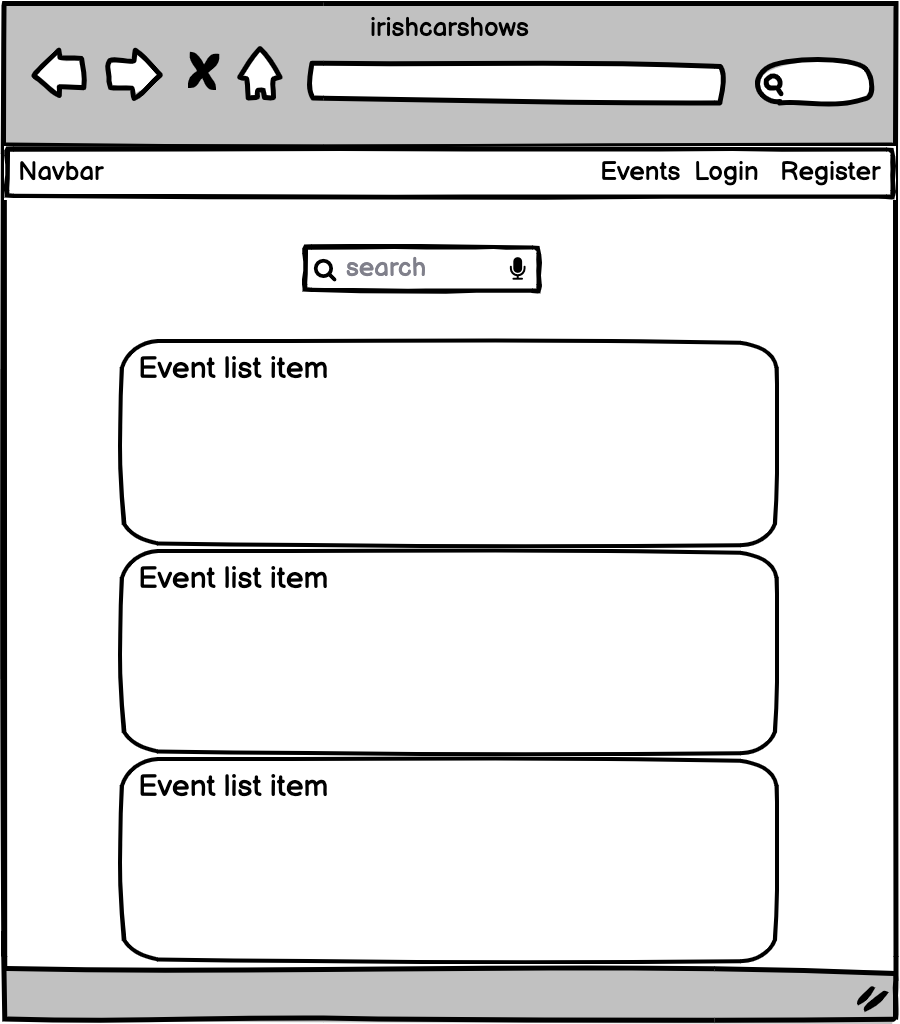 irishcarshows
Navbar Events Login Register
search
Event list item
Event list item
Event list item